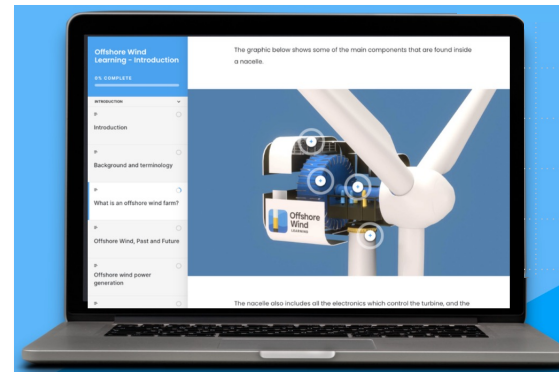 Offshore Wind
Learning - Introduction
0% COMPLETE
INTRODUCTION
Introduction
Background and terminology
What is an offshore wind farm?
Offshore Wind, Past and Future
Offshore wind power
generation
The graphic below shows some of the main components that are found inside
a nacelle.
Offshore
Wind
LEARNING
The nacelle also includes all the electronics which control the turbine, and the